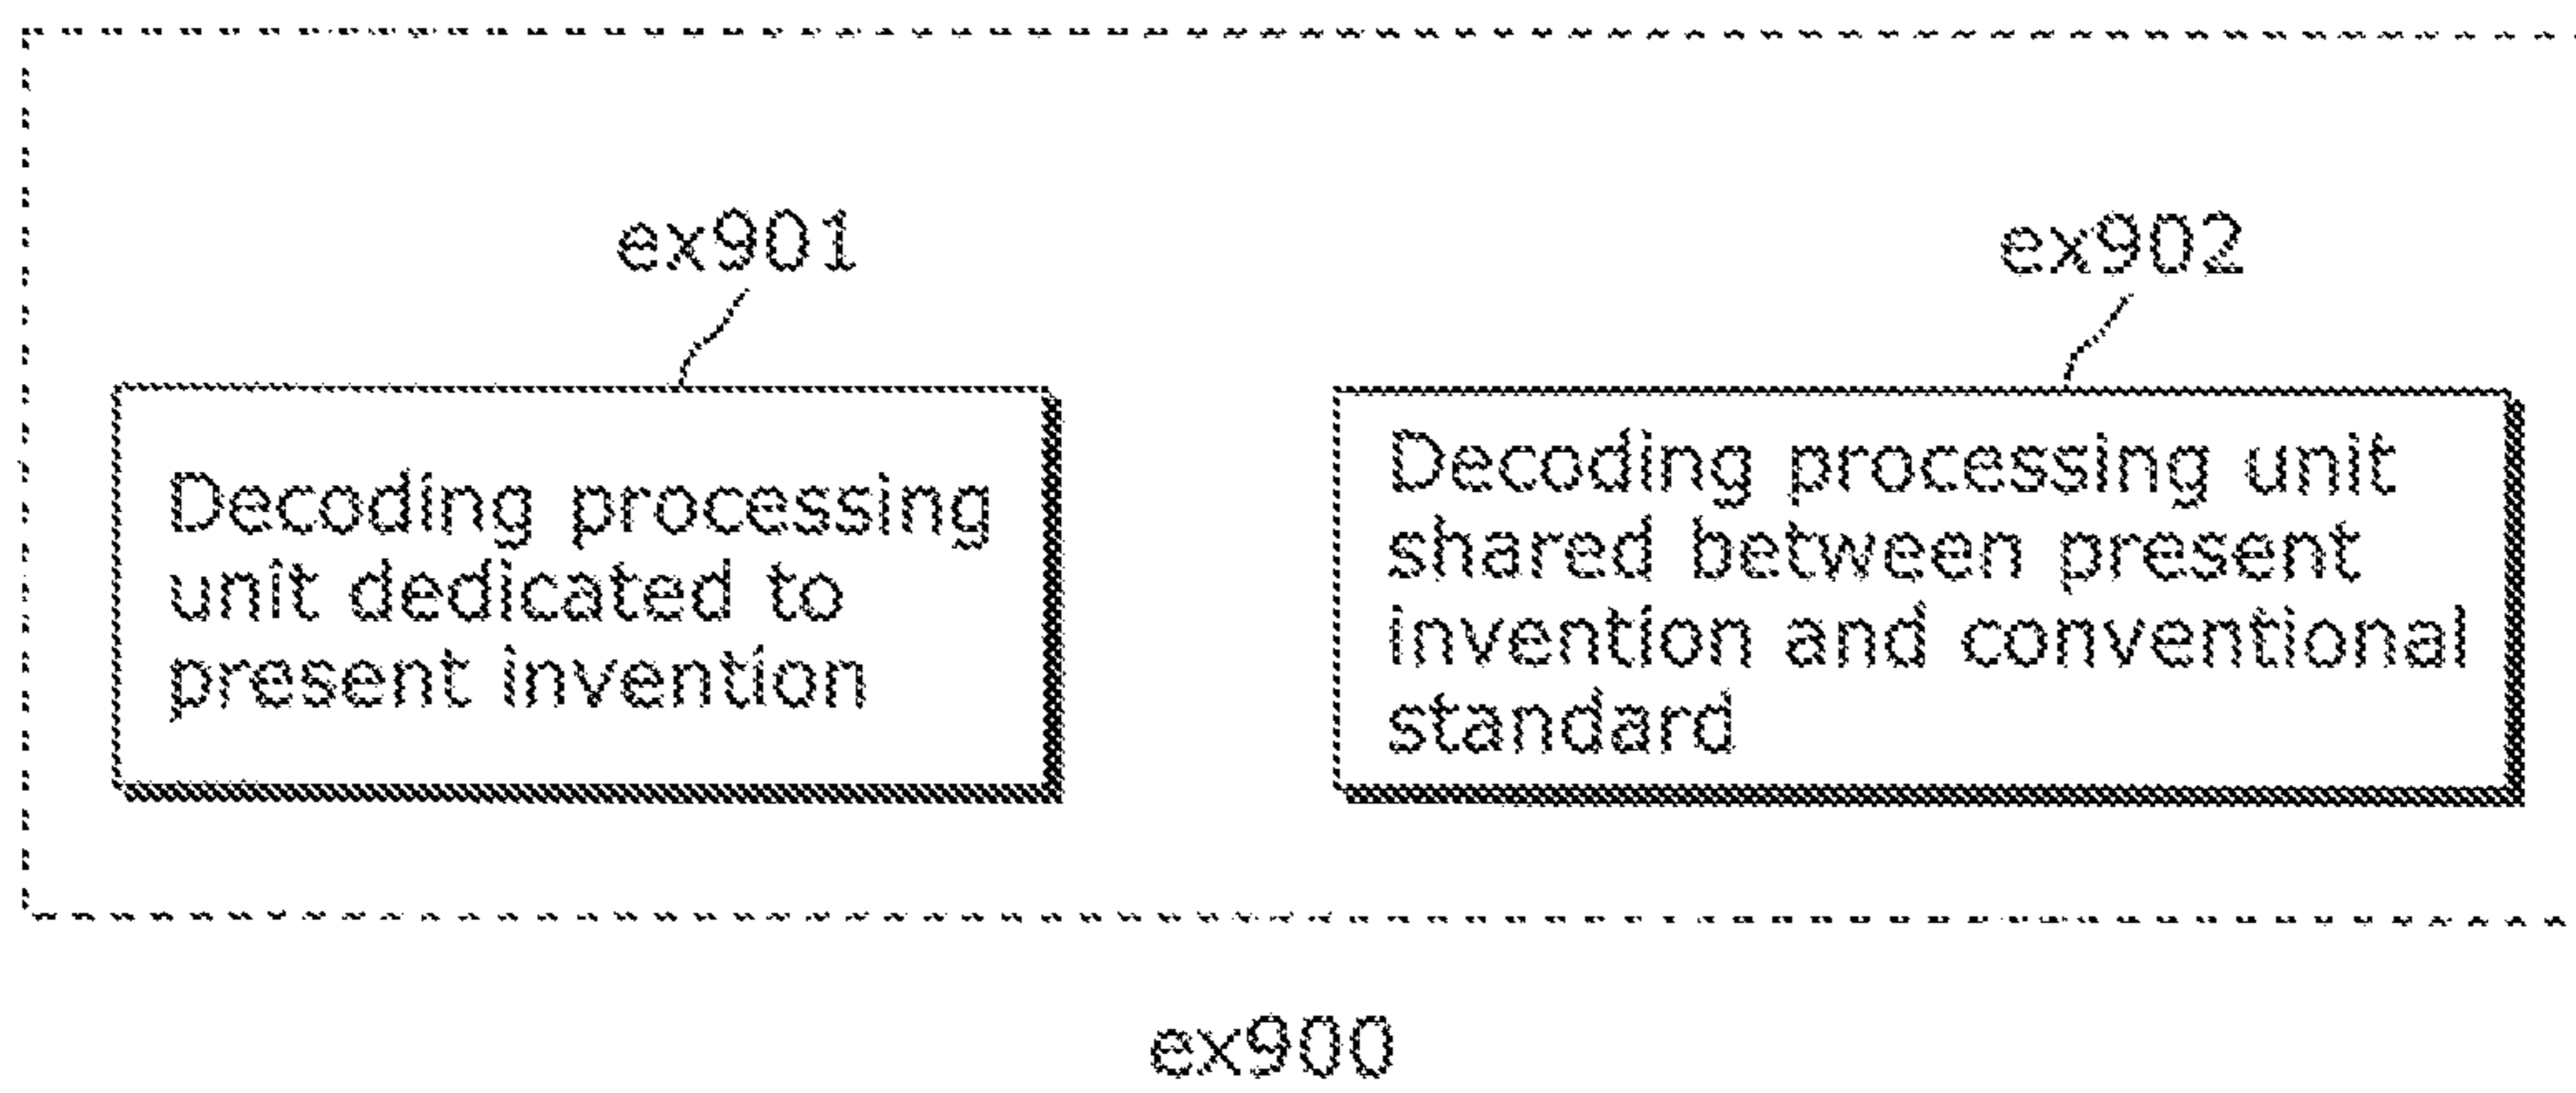 ex901
ex902
Decoding processing
unit dedicated to
present invention
Decoding processing unit
shared between present
invention and conventional
standard
ex900